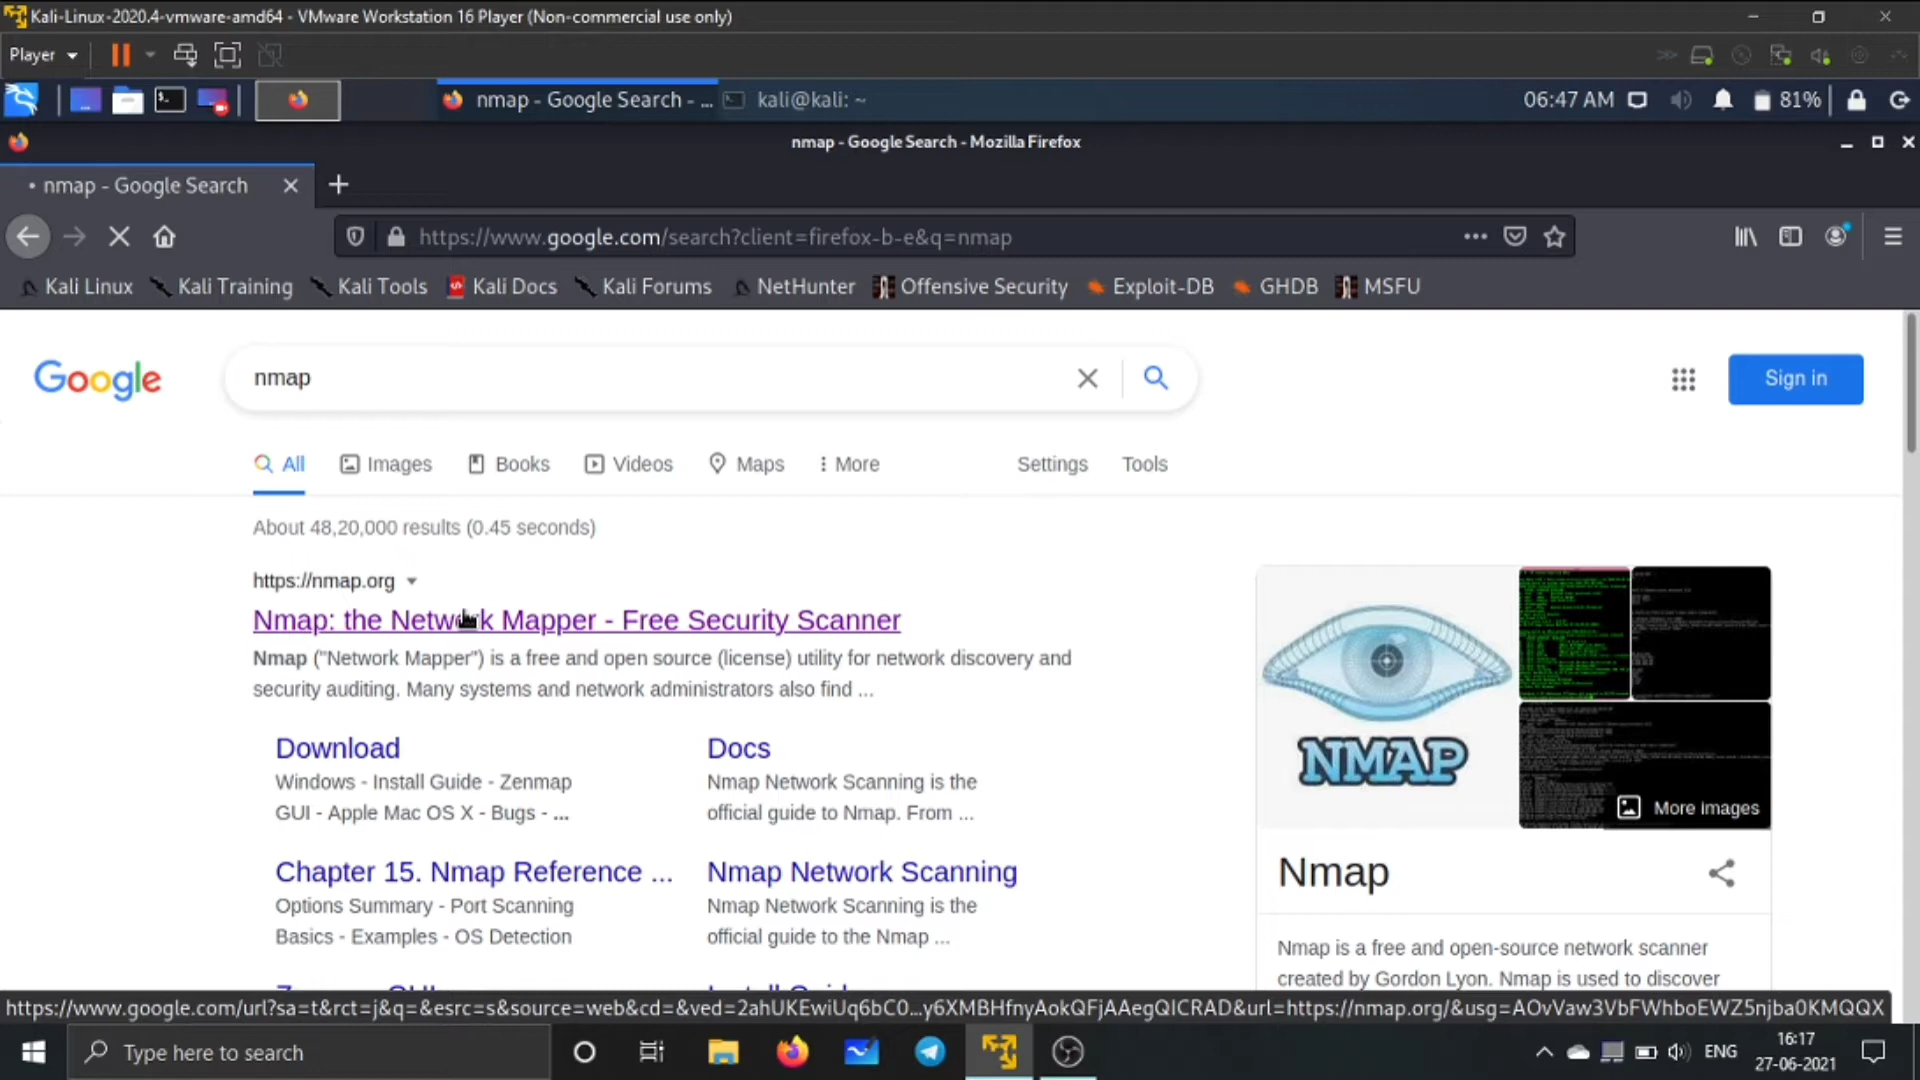 Kali-Linux-2020.4-vmware-amd64 - VMware Workstation 16 Player (Non-commercial use only)
Player
nmap - Google Search - ...
kali@kali: ~
06:47 AM
81%
nmap - Google Search - Mozilla Firefox
nmap - Google Search
https://www.google.com/search?client=firefox-b-e&q=nmap
Kali Linux
Kali Training
Kali Tools
Kali Docs
Kali Forums
NetHunter
Offensive Security
Exploit-DB
GHDB
MSFU
Google
nmap
Sign in
All
Images
Books
Videos
Maps
More
Settings
Tools
About 48,20,000 results (0.45 seconds)
https://nmap.org
Nmap: the Network Mapper - Free Security Scanner
Nmap ("Network Mapper") is a free and open source (license) utility for network discovery and
security auditing. Many systems and network administrators also find ...
Download
Windows - Install Guide - Zenmap
GUI - Apple Mac OS X - Bugs - ...
Docs
Nmap Network Scanning is the
official guide to Nmap. From ...
Chapter 15. Nmap Reference ...
Options Summary - Port Scanning
Basics - Examples - OS Detection
Nmap Network Scanning
Nmap Network Scanning is the
official guide to the Nmap ...
NMAP
More images
Nmap
Nmap is a free and open-source network scanner
created by Gordon Lyon. Nmap is used to discover
https://www.google.com/url?sa=t&rct=j&q=&esrc=s&source=web&cd=&ved=2ahUKEwiUq6bC0...y6XMBHfnyAokQFjAAegQICRAD&url=https://nmap.org/&usg=AOvVaw3VbFWhboEWZ5njba0KMQQX
Type here to search
ENG
16:17
27-06-2021